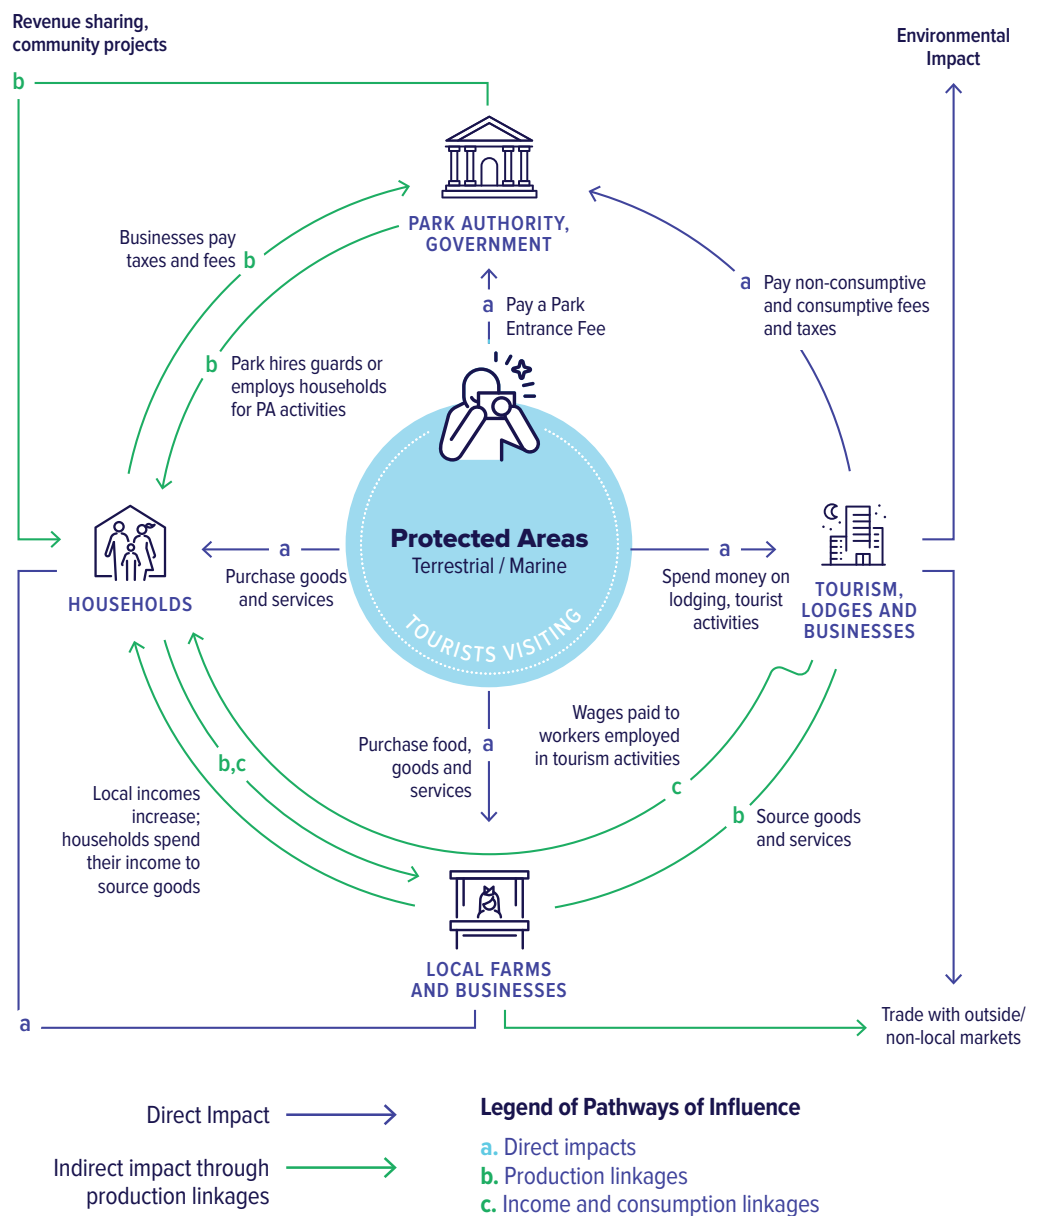 Revenue sharing,
community projects
b
Environmental
Impact
PARK AUTHORITY,
GOVERNMENT
Businesses pay
taxes and fees
b
a
Pay a Park
Entrance Fee
a
Pay non-consumptive
and consumptive fees
and taxes
b
Park hires guards or
employs households
for PA activities
Protected Areas
Terrestrial / Marine
TOURISTS VISITING
a
Purchase goods
and services
HOUSEHOLDS
a
Spend money on
lodging, tourist
activities
TOURISM,
LODGES AND
BUSINESSES
Purchase food,
goods and
services
a
Wages paid to
workers employed
in tourism activities
c
b
Source goods
and services
b,c
Local incomes
increase;
households spend
their income to
source goods
LOCAL FARMS
AND BUSINESSES
a
Trade with outside/
non-local markets
Direct Impact
Indirect impact through
production linkages
Legend of Pathways of Influence
a. Direct impacts
b. Production linkages
c. Income and consumption linkages